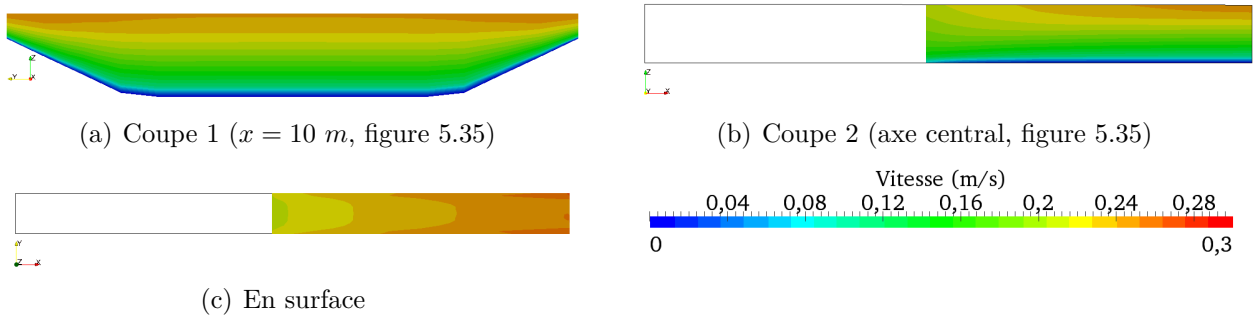 (a) Coupe 1 (x = 10 m, figure 5.35)
(b) Coupe 2 (axe central, figure 5.35)
(c) En surface
Vitesse (m/s)
0,04 0,08 0,12 0,16 0,2 0,24 0,28
0 0,3